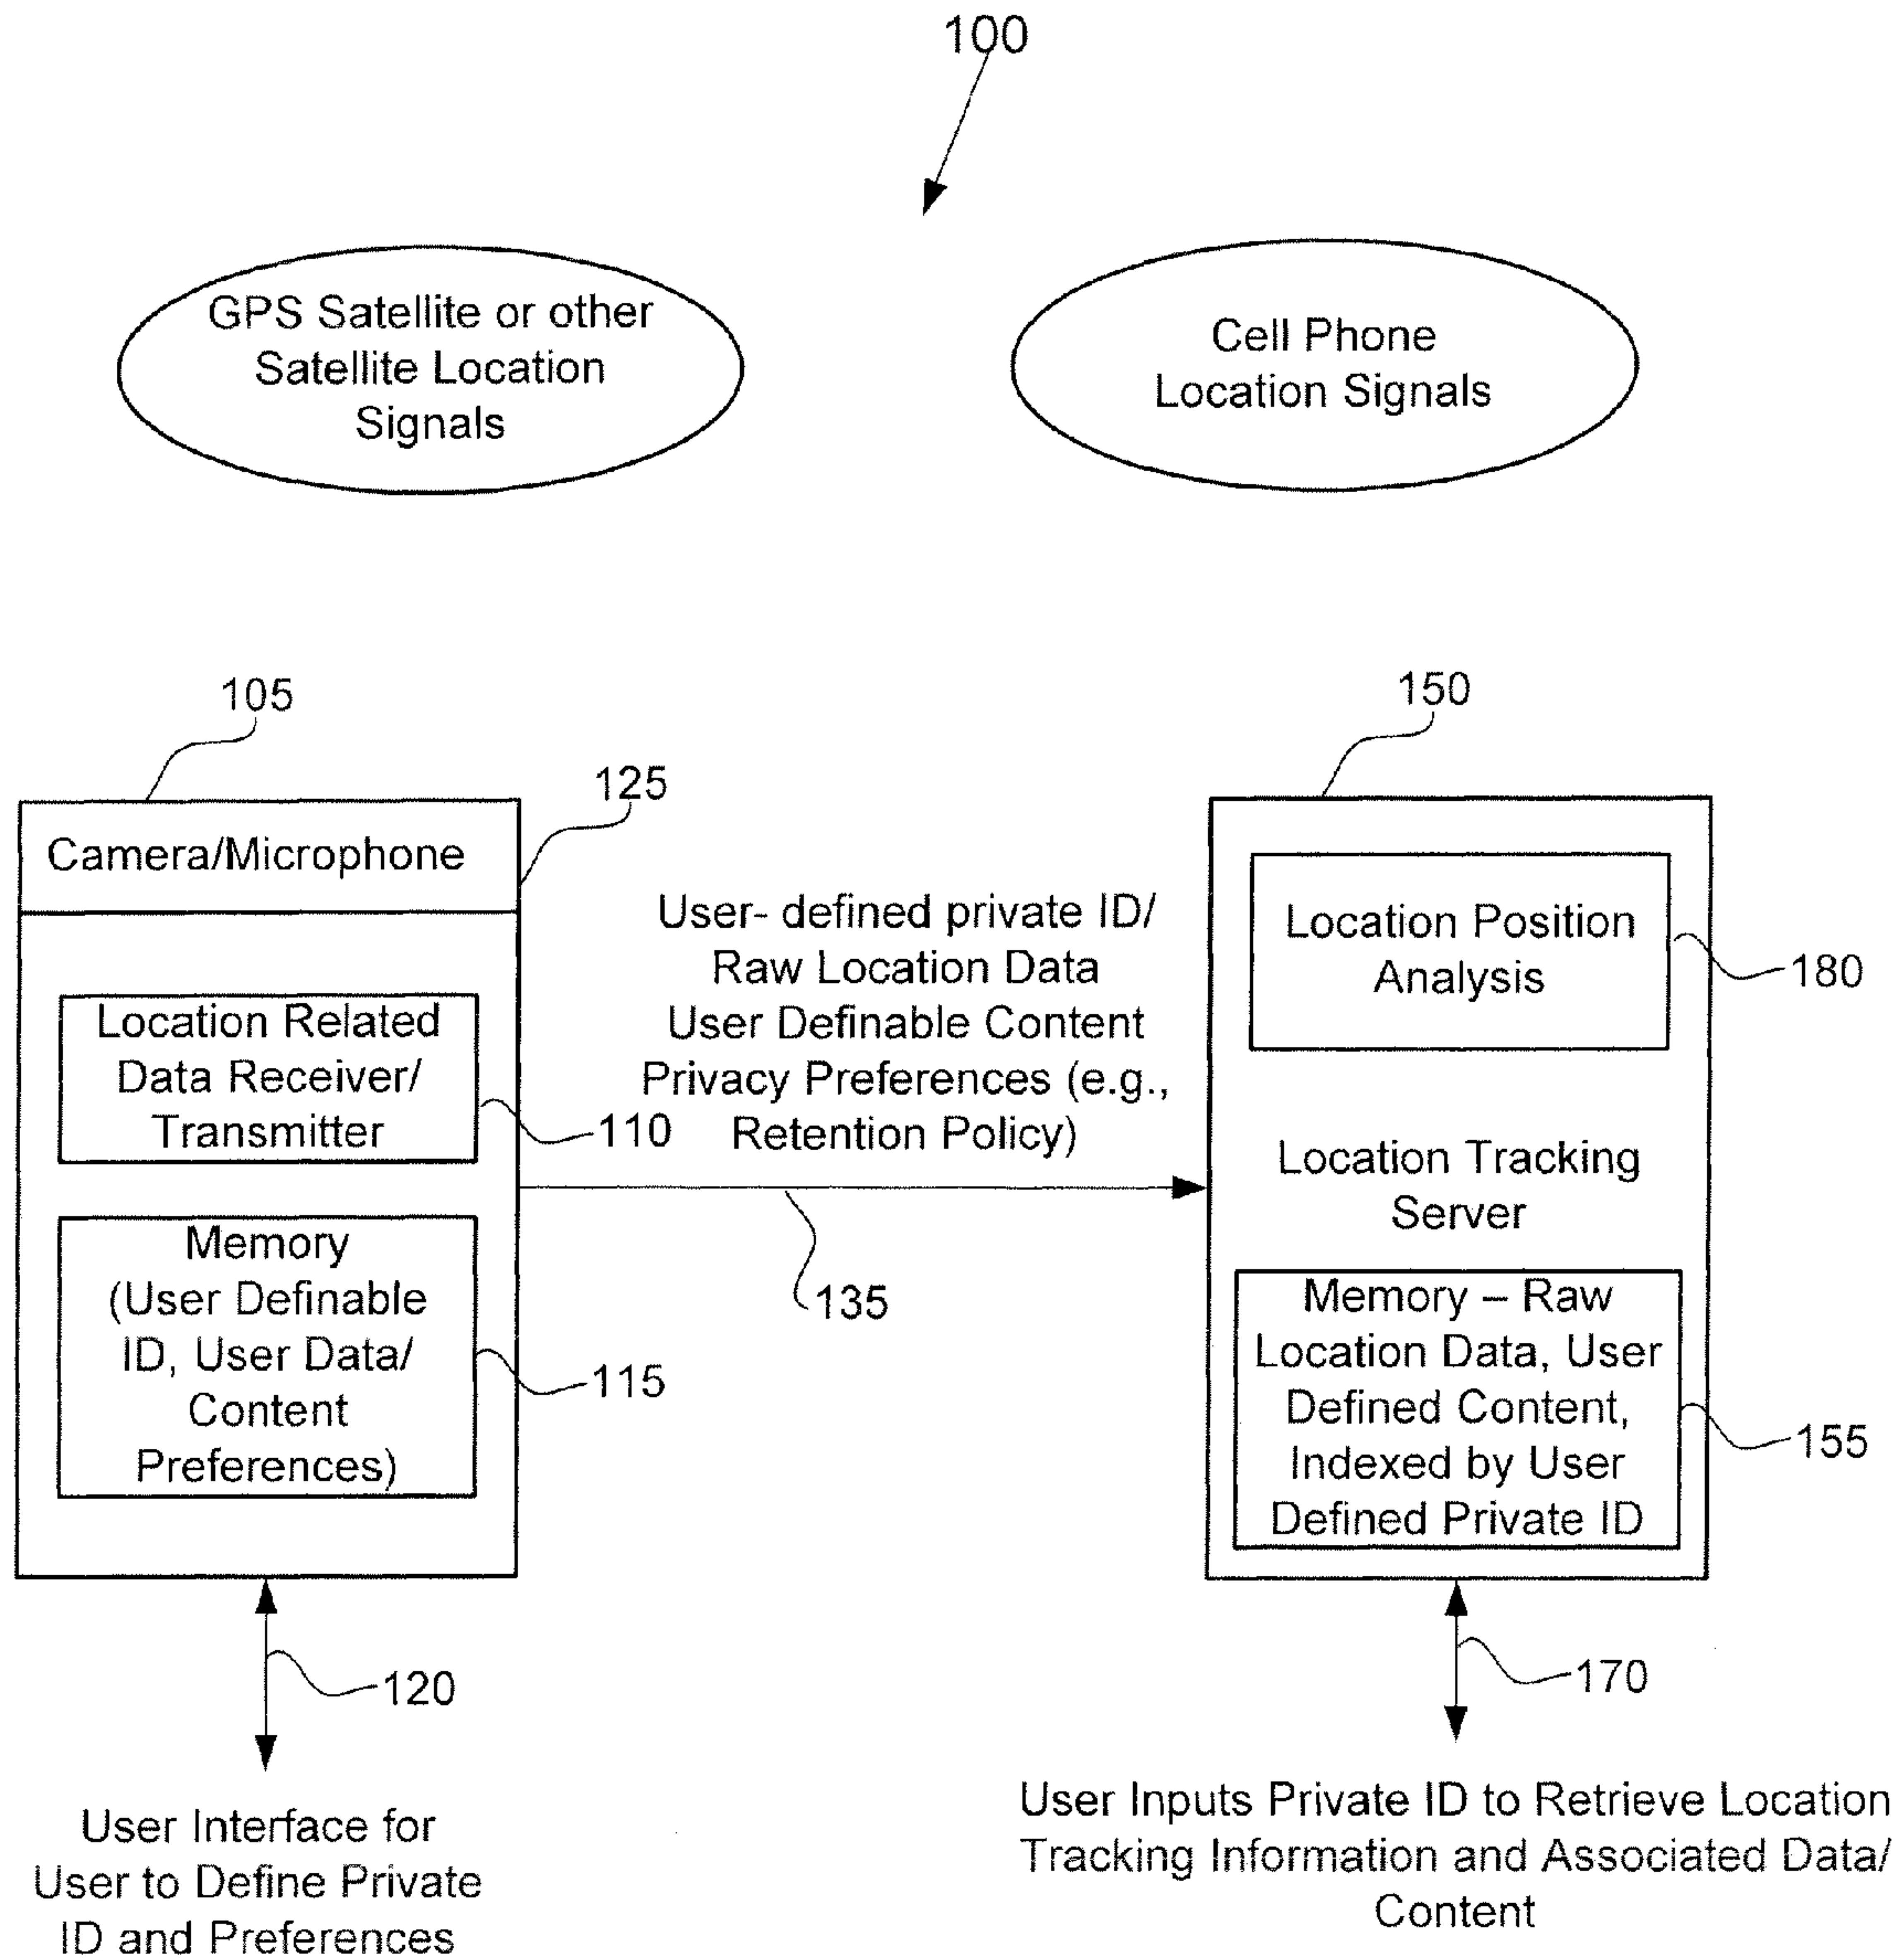 100
GPS Satellite or other
Satellite Location
Signals
Cell Phone
Location Signals
105
150
125
Camera/Microphone
User- defined private ID/
Raw Location Data
User Definable Content
Privacy Preferences (e.g.,
Retention Policy)
Location Position
Analysis
180
Location Related
Data Receiver/
Transmitter
110
Location Tracking
Server
Memory
(User Definable
ID, User Data/
Content
Preferences)
115
135
Memory – Raw
Location Data, User
Defined Content,
Indexed by User
Defined Private ID
155
120
170
User Interface for
User to Define Private
ID and Preferences
User Inputs Private ID to Retrieve Location
Tracking Information and Associated Data/
Content